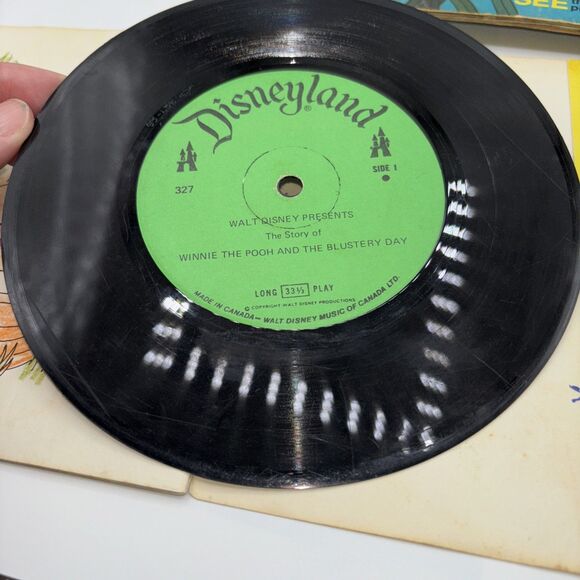 SEE
Disneyland®
327
SIDE 1
WALT DISNEY PRESENTS
The Story of
WINNIE THE POOH AND THE BLUSTERY DAY
LONG 33⅓ PLAY
© COPYRIGHT WALT DISNEY PRODUCTIONS
MADE IN CANADA — WALT DISNEY MUSIC OF CANADA LTD.